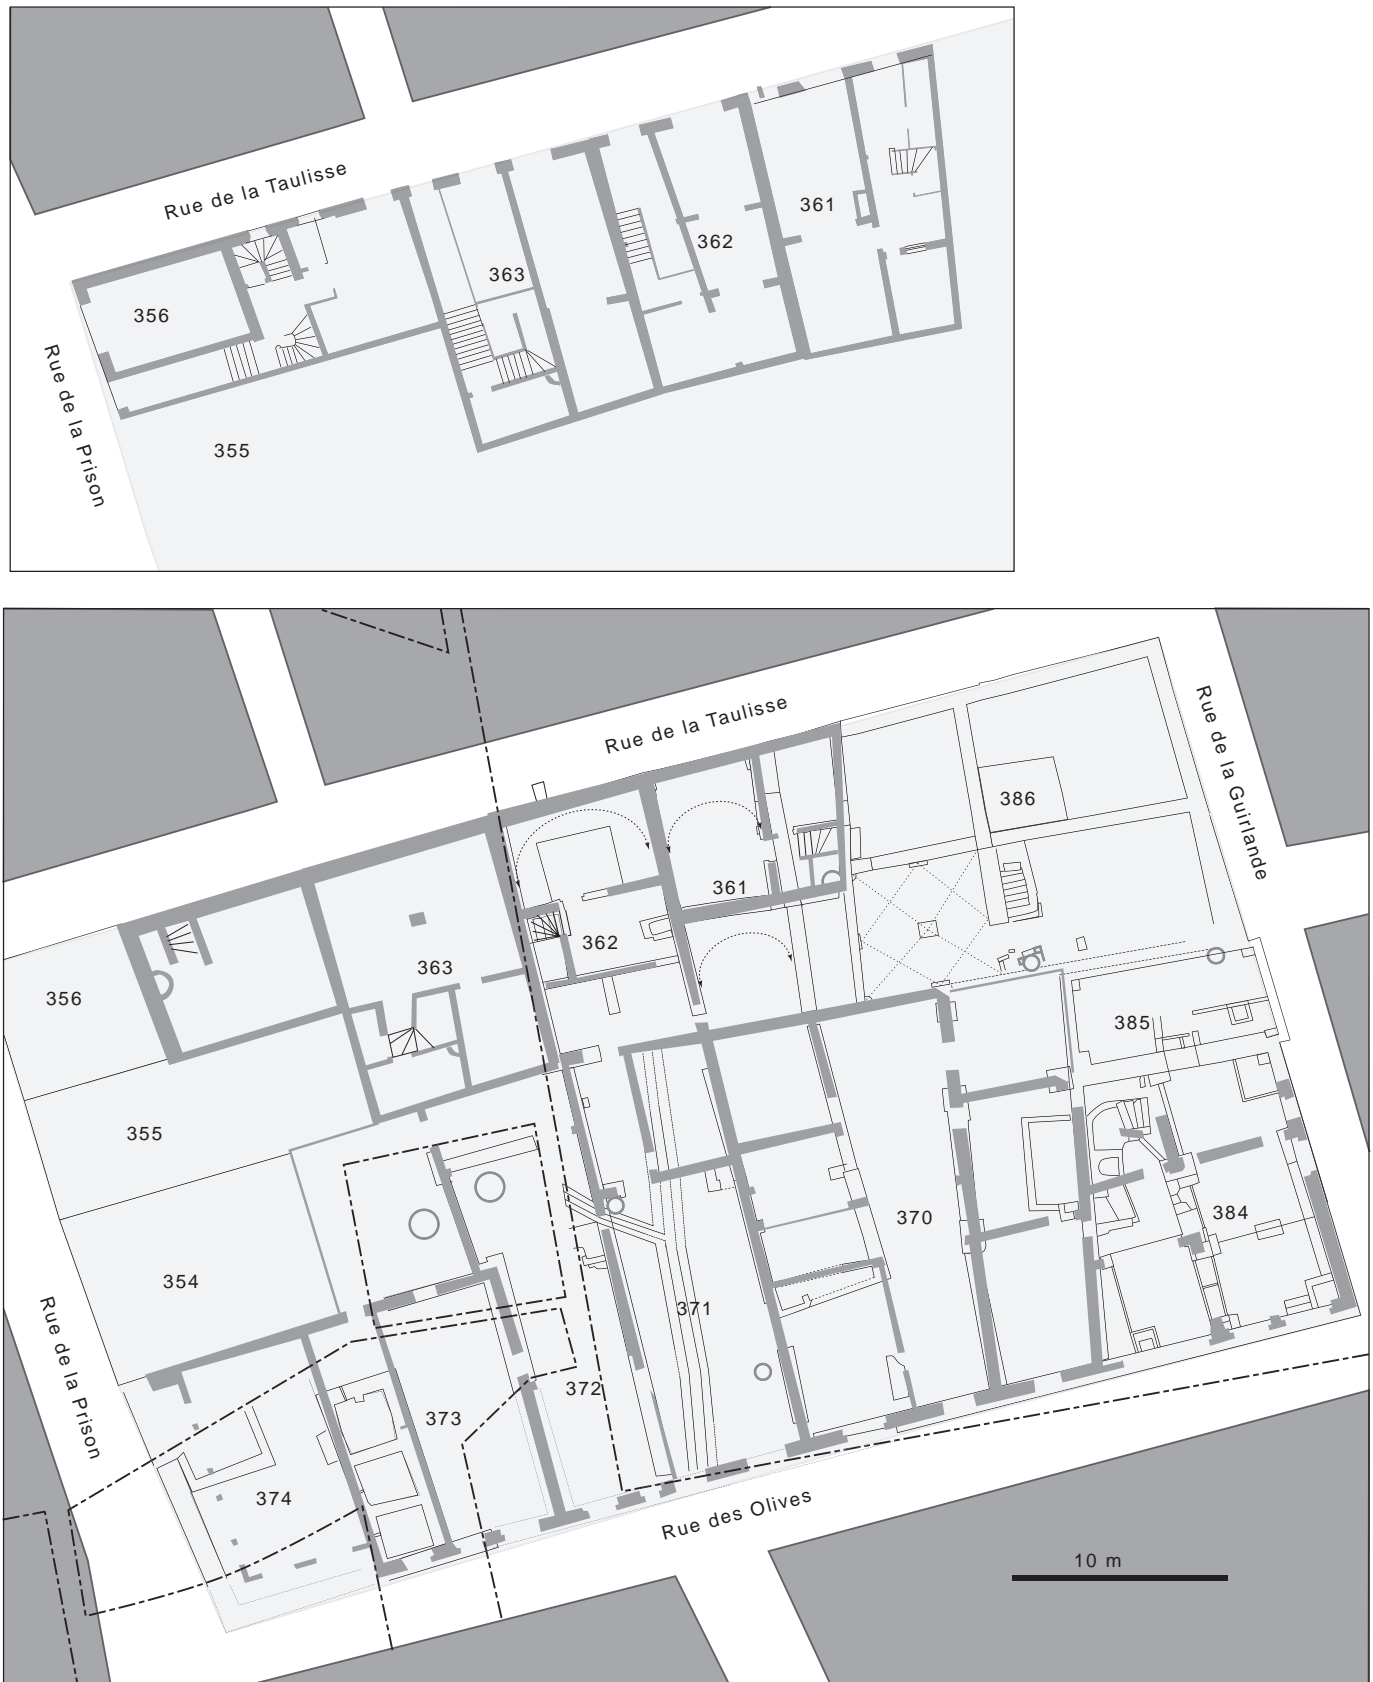 Rue de la Taulisse
361
362
363
356
Rue de la Prison
355
Rue de la Taulisse
Rue de la Guirlande
386
361
362
363
356
385
355
384
370
354
371
Rue de la Prison
372
373
374
Rue des Olives
10 m